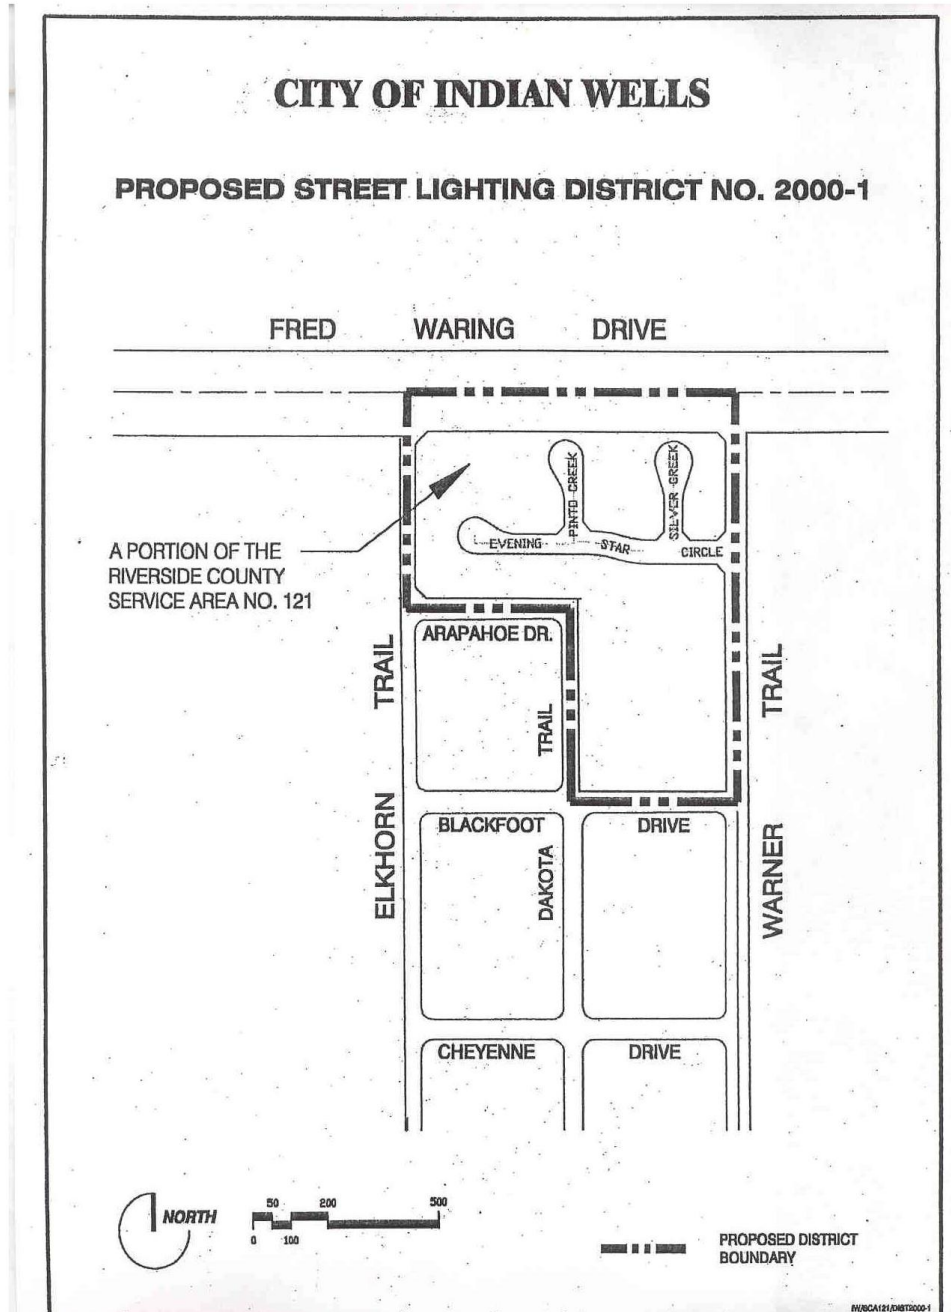 CITY OF INDIAN WELLS
PROPOSED STREET LIGHTING DISTRICT NO. 2000-1
FRED WARING DRIVE
PINTO CREEK
SILVER CREEK
EVENING STAR CIRCLE
A PORTION OF THE
RIVERSIDE COUNTY
SERVICE AREA NO. 121
ARAPAHOE DR.
ELKHORN TRAIL
DAKOTA TRAIL
WARNER TRAIL
BLACKFOOT DRIVE
CHEYENNE DRIVE
NORTH
50 200 500
0 100
PROPOSED DISTRICT
BOUNDARY